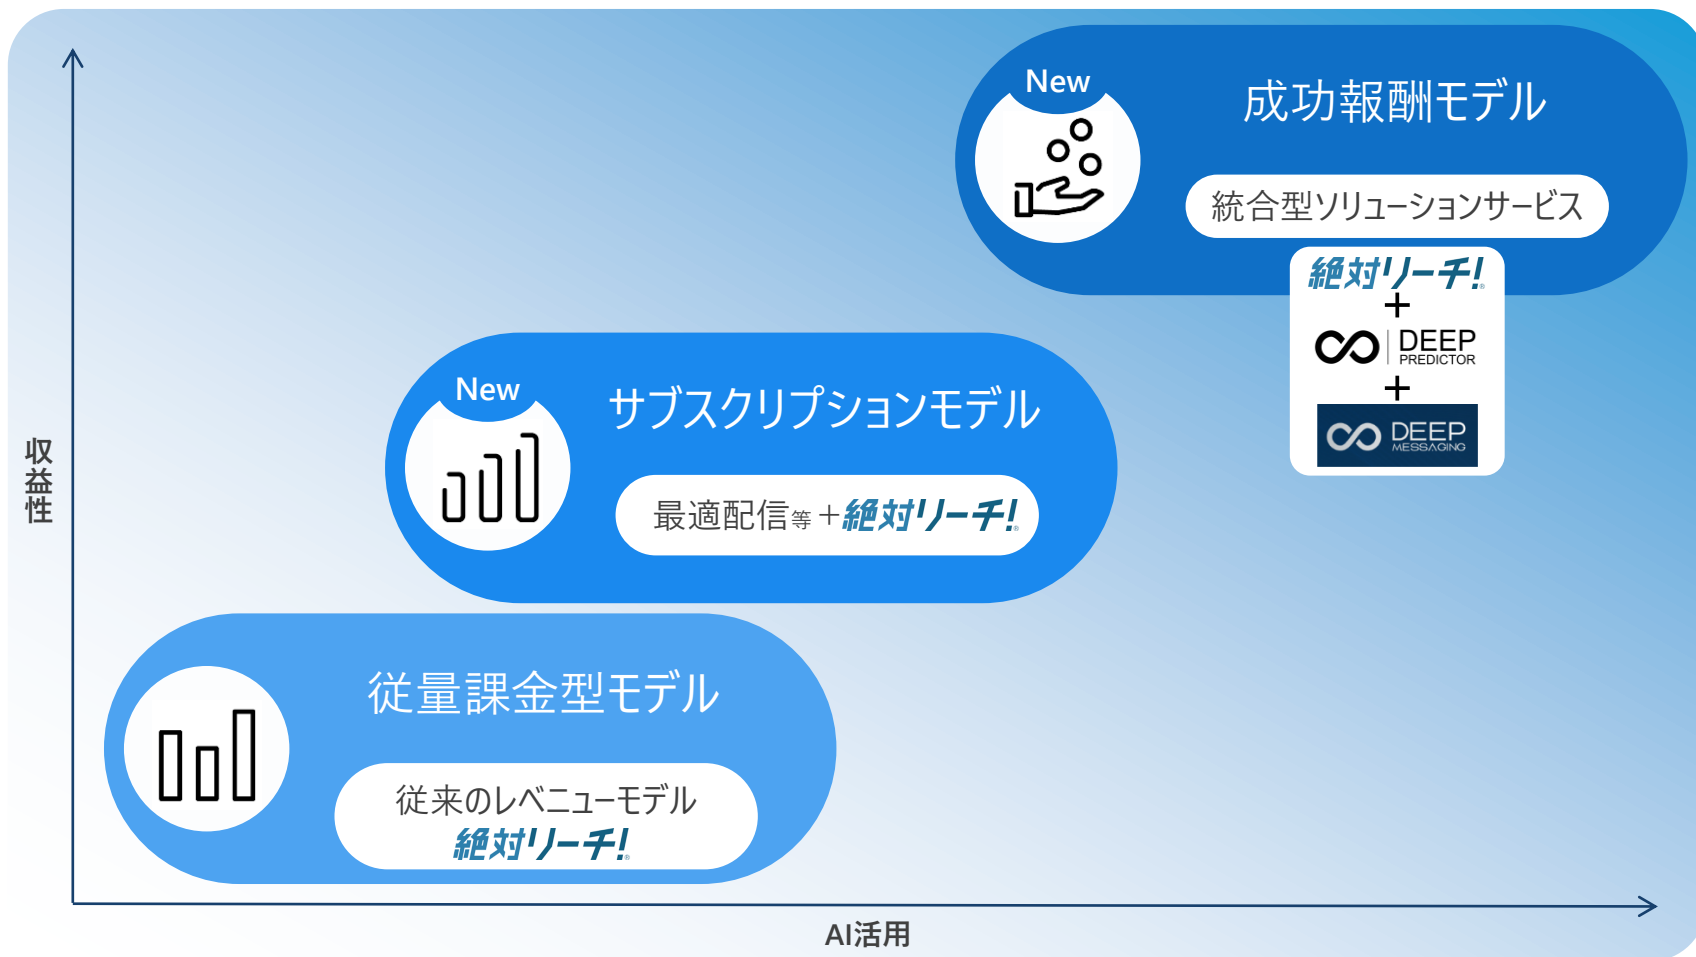 New
成功報酬モデル
統合型ソリューションサービス
絶対リーチ!®
+
DEEP
PREDICTOR
+
DEEP
MESSAGING
New
サブスクリプションモデル
最適配信等+絶対リーチ!®
収益性
従量課金型モデル
従来のレベニューモデル
絶対リーチ!®
AI活用